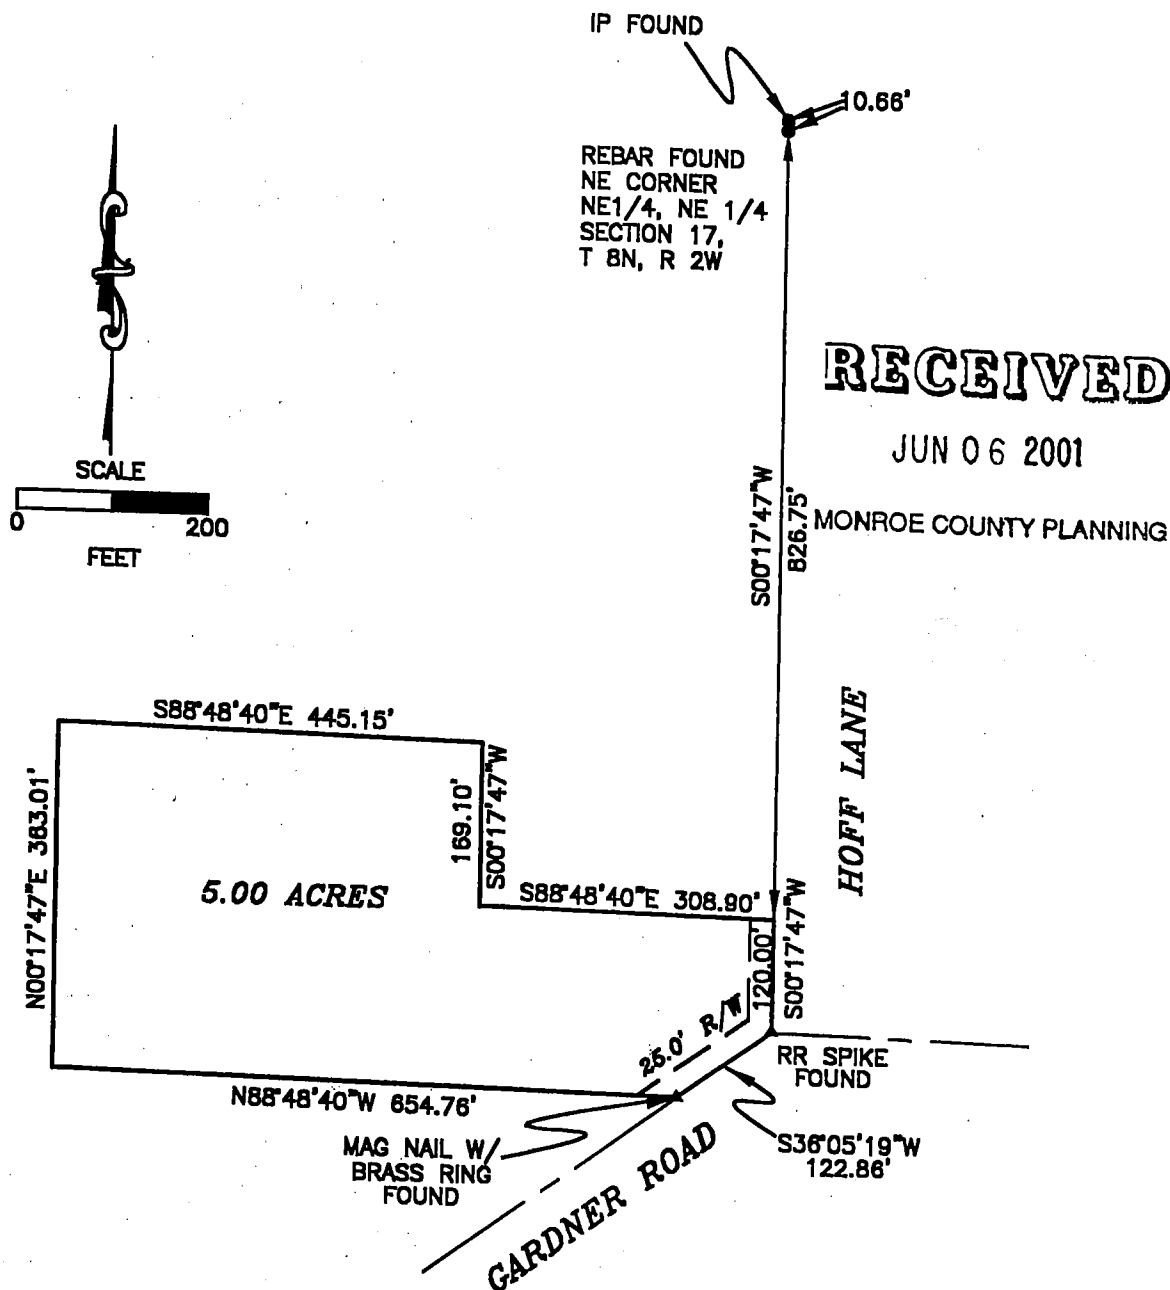 IP FOUND
10.66'
REBAR FOUND
NE CORNER
NE1/4, NE 1/4
SECTION 17,
T 8N, R 2W
RECEIVED
JUN 06 2001
MONROE COUNTY PLANNING
SCALE
0 200
FEET
S00°17'47"W
826.75'
HOFF LANE
S88°48'40"E 445.15'
169.10'
S00°17'47"W
N00°17'47"E 363.01'
5.00 ACRES
S88°48'40"E 308.90'
120.00'
S00°17'47"W
25.0' R/W
RR SPIKE
FOUND
N88°48'40"W 654.76'
MAG NAIL W/
BRASS RING
FOUND
S36°05'19"W
122.86'
GARDNER ROAD